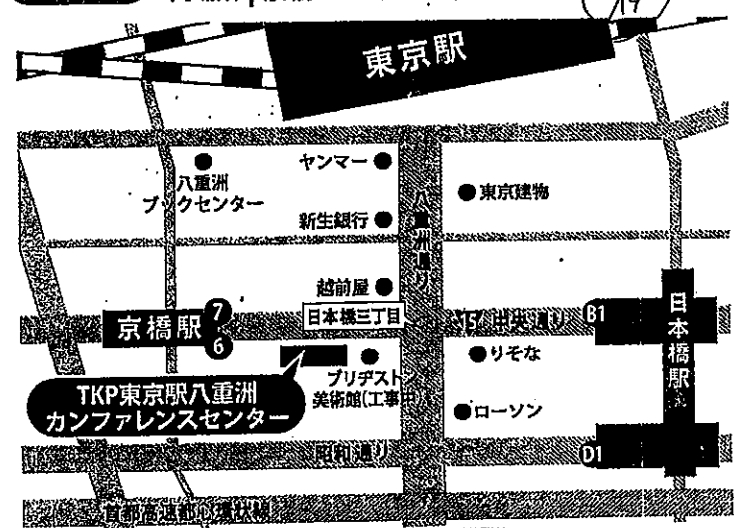 東京駅
ヤンマー
八重洲
ブックセンター
東京建物
新生銀行
八重洲通り
越前屋
日本橋三丁目
15 中央通り
京橋駅
7
6
B1
日本橋駅
りそな
ブリヂストン
美術館(工事中)
TKP東京駅八重洲
カンファレンスセンター
ローソン
昭和通り
D1
首都高速都心環状線